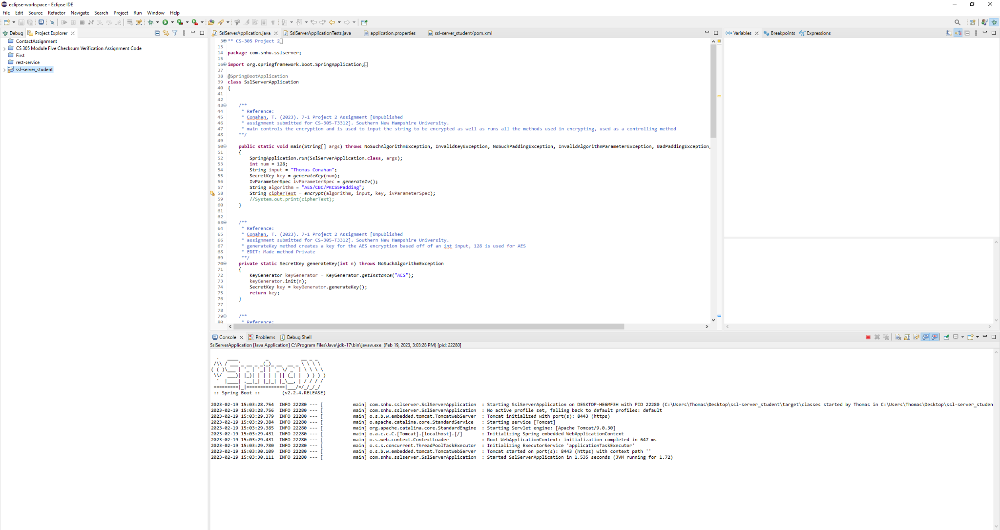 eclipse-workspace - Eclipse IDE
File Edit Source Refactor Navigate Search Project Run Window Help
Debug Project Explorer
SslServerApplication.java SslServerApplicationTests.java application.properties ssl-server_student/pom.xml
(x)= Variables Breakpoints Expressions
ContactAssignment
CS 305 Module Five Checksum Verification Assignment Code
First
rest-service
ssl-server_student
3 ** CS-305 Project 2
13
14 package com.snhu.sslserver;
15
16 import org.springframework.boot.SpringApplication;
37
38 @SpringBootApplication
39 class SslServerApplication
40 {
41
42
43 /**
44 * Reference:
45 * Conahan, T. (2023). 7-1 Project 2 Assignment [Unpublished
46 * assignment submitted for CS-305-T3312]. Southern New Hampshire University.
47 * main controls the encryption and is used to input the string to be encrypted as well as runs all the methods used in encrypting, used as a controlling method
48 **/
49
50 public static void main(String[] args) throws NoSuchAlgorithmException, InvalidKeyException, NoSuchPaddingException, InvalidAlgorithmParameterException, BadPaddingException,
51 {
52 SpringApplication.run(SslServerApplication.class, args);
53 int num = 128;
54 String input = "Thomas Conahan";
55 SecretKey key = generateKey(num);
56 IvParameterSpec ivParameterSpec = generateIv();
57 String algorithm = "AES/CBC/PKCS5Padding";
58 String cipherText = encrypt(algorithm, input, key, ivParameterSpec);
59 //System.out.print(cipherText);
60 }
61
62
63 /**
64 * Reference:
65 * Conahan, T. (2023). 7-1 Project 2 Assignment [Unpublished
66 * assignment submitted for CS-305-T3312]. Southern New Hampshire University.
67 * generateKey method creates a key for the AES encryption based off of an int input, 128 is used for AES
68 * EDIT: Made method Private
69 **/
70 private static SecretKey generateKey(int n) throws NoSuchAlgorithmException
71 {
72 KeyGenerator keyGenerator = KeyGenerator.getInstance("AES");
73 keyGenerator.init(n);
74 SecretKey key = keyGenerator.generateKey();
75 return key;
76 }
77
78
79 /**
80 * Reference:
Console Problems Debug Shell
SslServerApplication [Java Application] C:\Program Files\Java\jdk-17\bin\javaw.exe (Feb 19, 2023, 3:03:28 PM) [pid: 22280]
Spring
:: Spring Boot :: (v2.2.4.RELEASE)
2023-02-19 15:03:28.754 INFO 22280 --- [ main] com.snhu.sslserver.SslServerApplication : Starting SslServerApplication on DESKTOP-HE6MF3H with PID 22280 (C:\Users\Thomas\Desktop\ssl-server_student\target\classes started by Thomas in C:\Users\Thomas\Desktop\ssl-server_studen
2023-02-19 15:03:28.756 INFO 22280 --- [ main] com.snhu.sslserver.SslServerApplication : No active profile set, falling back to default profiles: default
2023-02-19 15:03:29.379 INFO 22280 --- [ main] o.s.b.w.embedded.tomcat.TomcatWebServer : Tomcat initialized with port(s): 8443 (https)
2023-02-19 15:03:29.384 INFO 22280 --- [ main] o.apache.catalina.core.StandardService : Starting service [Tomcat]
2023-02-19 15:03:29.385 INFO 22280 --- [ main] org.apache.catalina.core.StandardEngine : Starting Servlet engine: [Apache Tomcat/9.0.30]
2023-02-19 15:03:29.431 INFO 22280 --- [ main] o.a.c.c.C.[Tomcat].[localhost].[/] : Initializing Spring embedded WebApplicationContext
2023-02-19 15:03:29.431 INFO 22280 --- [ main] o.s.web.context.ContextLoader : Root WebApplicationContext: initialization completed in 647 ms
2023-02-19 15:03:29.780 INFO 22280 --- [ main] o.s.s.concurrent.ThreadPoolTaskExecutor : Initializing ExecutorService 'applicationTaskExecutor'
2023-02-19 15:03:30.109 INFO 22280 --- [ main] o.s.b.w.embedded.tomcat.TomcatWebServer : Tomcat started on port(s): 8443 (https) with context path ''
2023-02-19 15:03:30.111 INFO 22280 --- [ main] com.snhu.sslserver.SslServerApplication : Started SslServerApplication in 1.535 seconds (JVM running for 1.72)